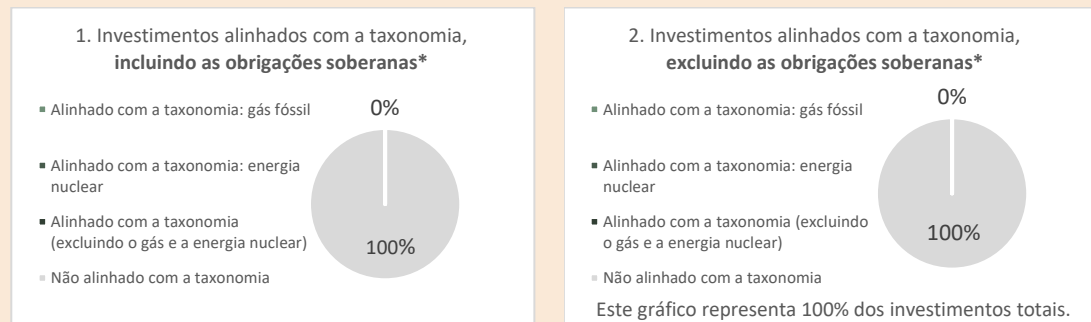 1. Investimentos alinhados com a taxonomia,
incluindo as obrigações soberanas*
Alinhado com a taxonomia: gás fóssil
Alinhado com a taxonomia: energia
nuclear
Alinhado com a taxonomia
(excluindo o gás e a energia nuclear)
Não alinhado com a taxonomia
0%
100%
2. Investimentos alinhados com a taxonomia,
excluindo as obrigações soberanas*
Alinhado com a taxonomia: gás fóssil
Alinhado com a taxonomia: energia
nuclear
Alinhado com a taxonomia (excluindo
o gás e a energia nuclear)
Não alinhado com a taxonomia
0%
100%
Este gráfico representa 100% dos investimentos totais.